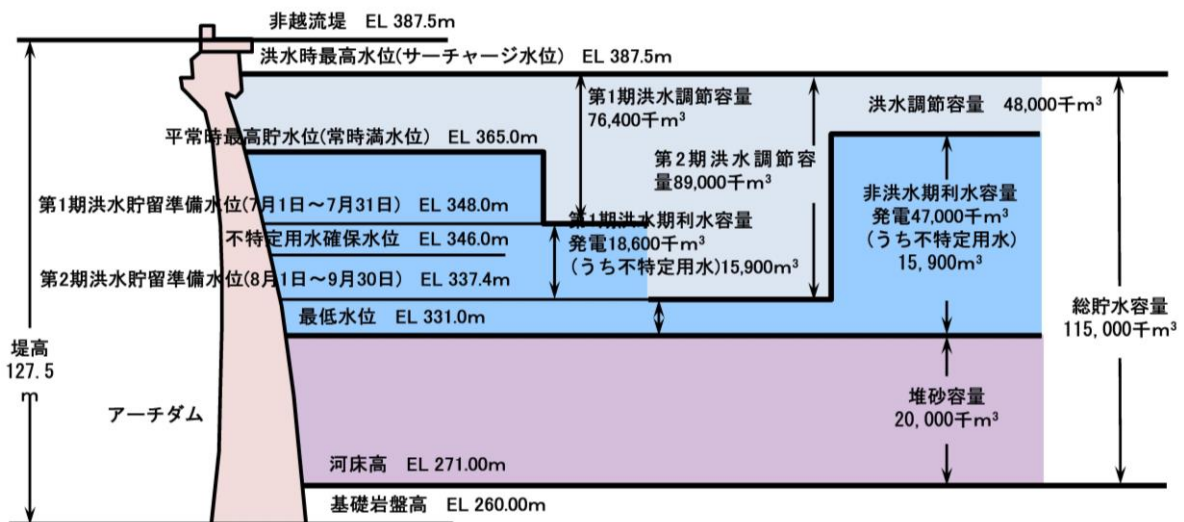 非越流堤 EL 387.5m
洪水時最高水位(サーチャージ水位) EL 387.5m
第1期洪水調節容量
76,400千m³
洪水調節容量 48,000千m³
平常時最高貯水位(常時満水位) EL 365.0m
第2期洪水調節容
量89,000千m³
非洪水期利水容量
発電47,000千m³
(うち不特定用水)
15,900m³
第1期洪水貯留準備水位(7月1日～7月31日) EL 348.0m
第1期洪水期利水容量
発電18,600千m³
(うち不特定用水)15,900m³
不特定用水確保水位 EL 346.0m
第2期洪水貯留準備水位(8月1日～9月30日) EL 337.4m
最低水位 EL 331.0m
総貯水容量
115,000千m³
堤高
127.5
m
アーチダム
堆砂容量
20,000千m³
河床高 EL 271.00m
基礎岩盤高 EL 260.00m